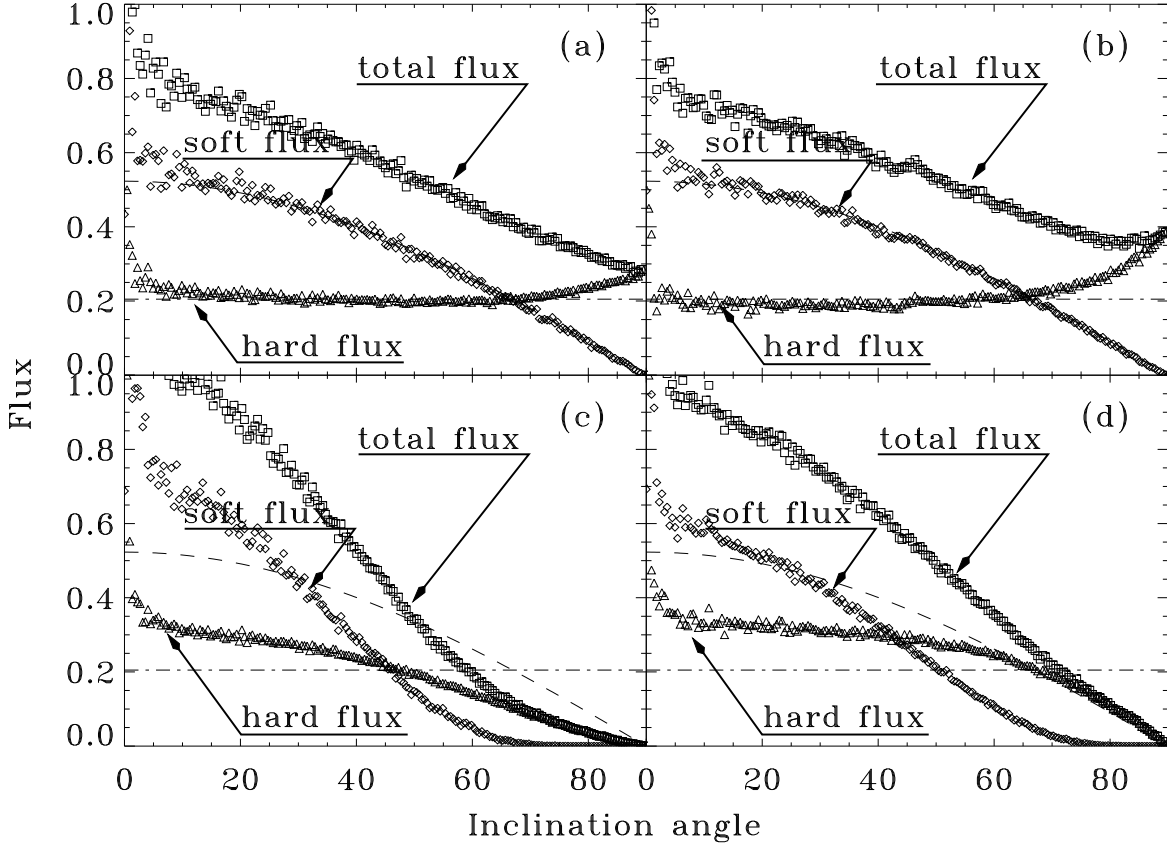 1.0
(a)
(b)
total flux
total flux
0.8
soft flux
soft flux
0.6
0.4
0.2
hard flux
hard flux
0.0
Flux
1.0
(c)
(d)
total flux
total flux
0.8
soft flux
soft flux
0.6
0.4
0.2
hard flux
hard flux
0.0
0 20 40 60 80 0 20 40 60 80
Inclination angle